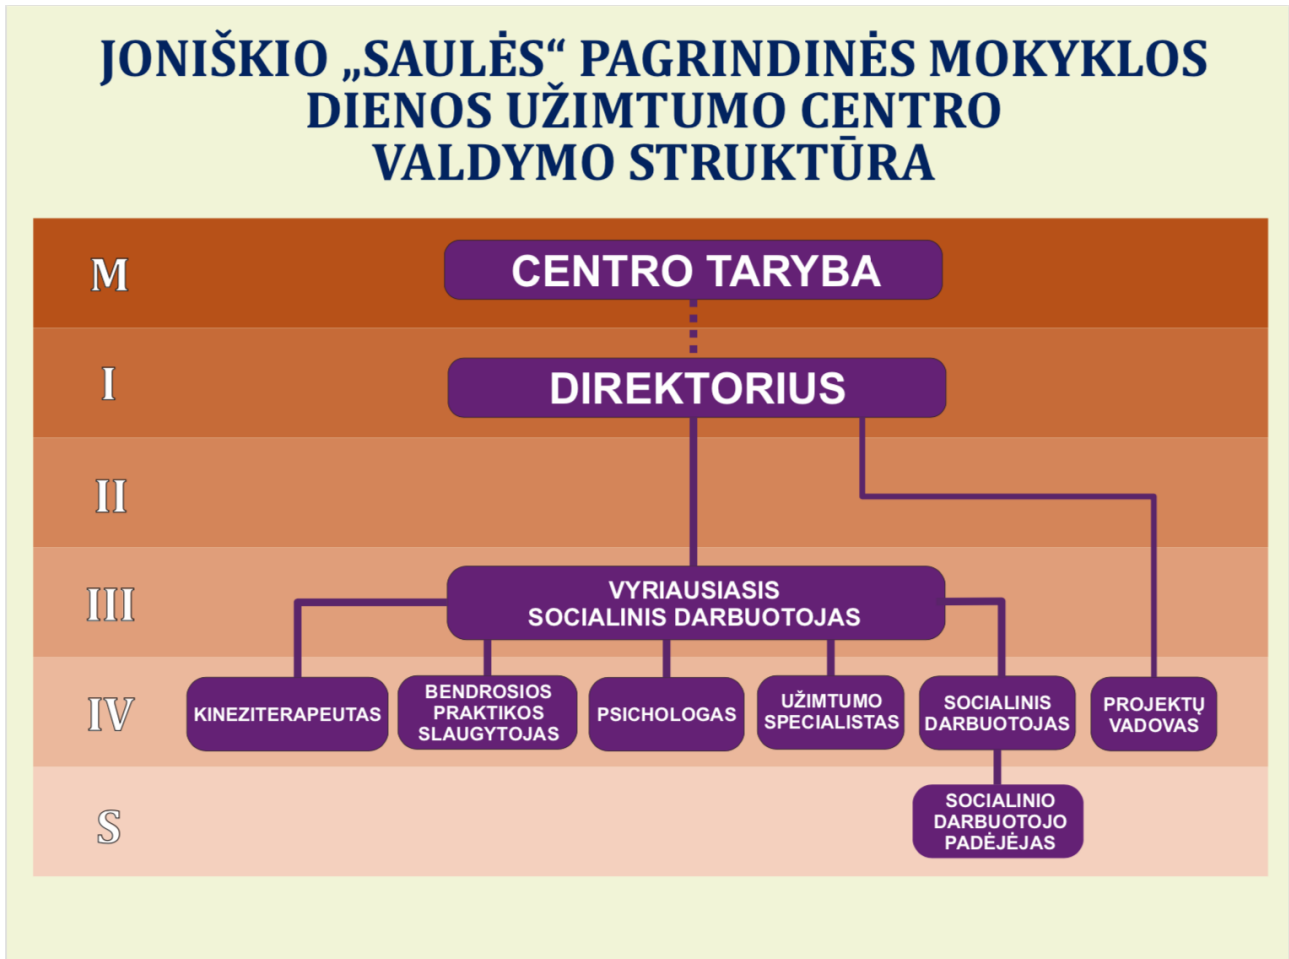 JONIŠKIO „SAULĖS“ PAGRINDINĖS MOKYKLOS
DIENOS UŽIMTUMO CENTRO
VALDYMO STRUKTŪRA
M
CENTRO TARYBA
I
DIREKTORIUS
II
III
VYRIAUSIASIS
SOCIALINIS DARBUOTOJAS
IV
KINEZITERAPEUTAS
BENDROSIOS
PRAKTIKOS
SLAUGYTOJAS
PSICHOLOGAS
UŽIMTUMO
SPECIALISTAS
SOCIALINIS
DARBUOTOJAS
PROJEKTŲ
VADOVAS
S
SOCIALINIO
DARBUOTOJO
PADĖJĖJAS